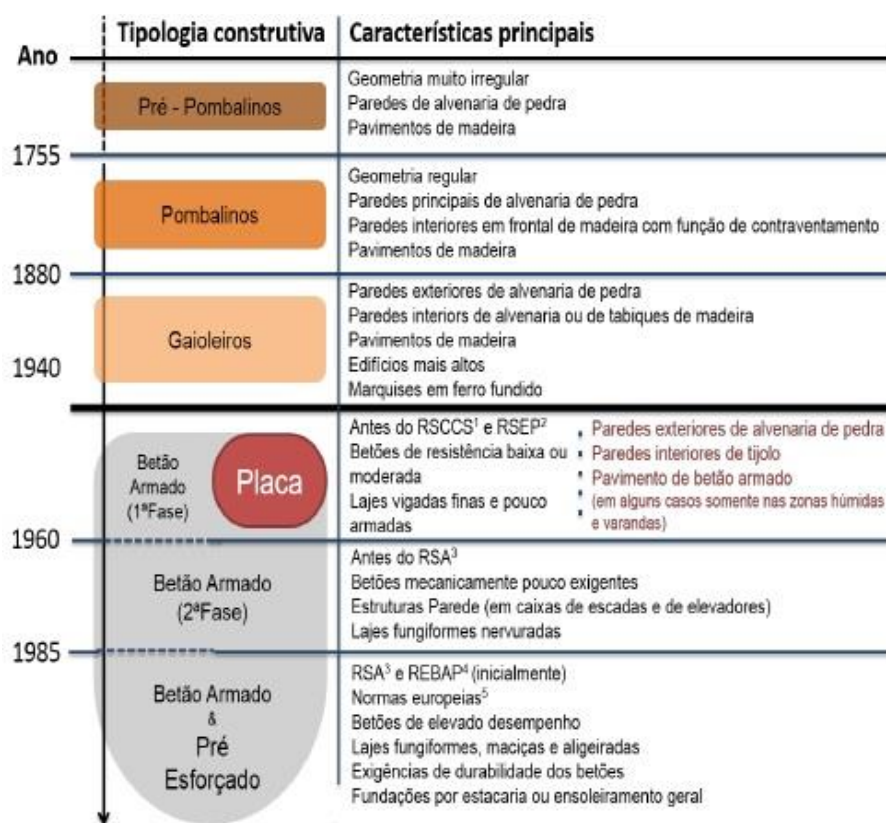 Ano
Tipologia construtiva
Características principais
Pré - Pombalinos
Geometria muito irregular
Paredes de alvenaria de pedra
Pavimentos de madeira
1755
Pombalinos
Geometria regular
Paredes principais de alvenaria de pedra
Paredes interiores em frontal de madeira com função de contraventamento
Pavimentos de madeira
1880
Gaioleiros
1940
Paredes exteriores de alvenaria de pedra
Paredes interiors de alvenaria ou de tabiques de madeira
Pavimentos de madeira
Edifícios mais altos
Marquises em ferro fundido
Betão
Armado
(1ªFase)
Placa
Antes do RSCCS¹ e RSEP²
Betões de resistência baixa ou
moderada
Lajes vigadas finas e pouco
armadas
Paredes exteriores de alvenaria de pedra
Paredes interiores de tijolo
Pavimento de betão armado
(em alguns casos somente nas zonas húmidas
e varandas)
1960
Betão Armado
(2ªFase)
Antes do RSA³
Betões mecanicamente pouco exigentes
Estruturas Parede (em caixas de escadas e de elevadores)
Lajes fungiformes nervuradas
1985
Betão Armado
&
Pré
Esforçado
RSA³ e REBAP⁴ (inicialmente)
Normas europeias⁵
Betões de elevado desempenho
Lajes fungiformes, maciças e aligeiradas
Exigências de durabilidade dos betões
Fundações por estacaria ou ensoleiramento geral